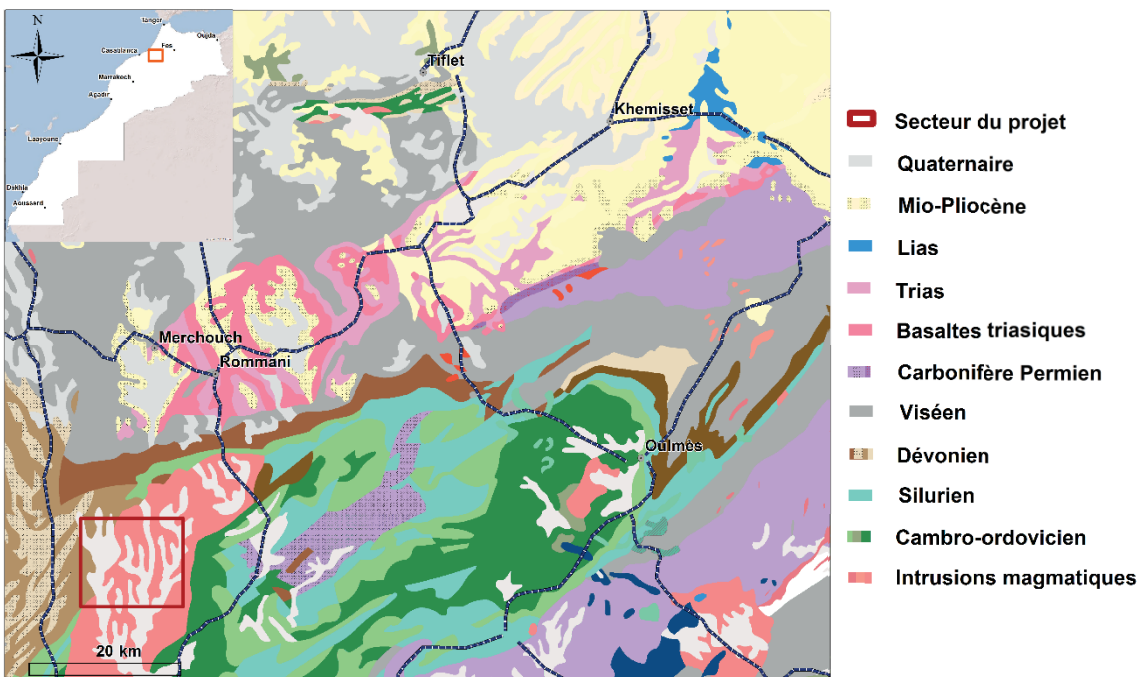 N
Tanger
Fes
Oujda
Casablanca
Marrakech
Agadir
Laayoune
Dakhla
Aousserd
Tiflet
Khemisset
Merchouch
Rommani
Oulmès
20 km
Secteur du projet
Quaternaire
Mio-Pliocène
Lias
Trias
Basaltes triasiques
Carbonifère Permien
Viséen
Dévonien
Silurien
Cambro-ordovicien
Intrusions magmatiques